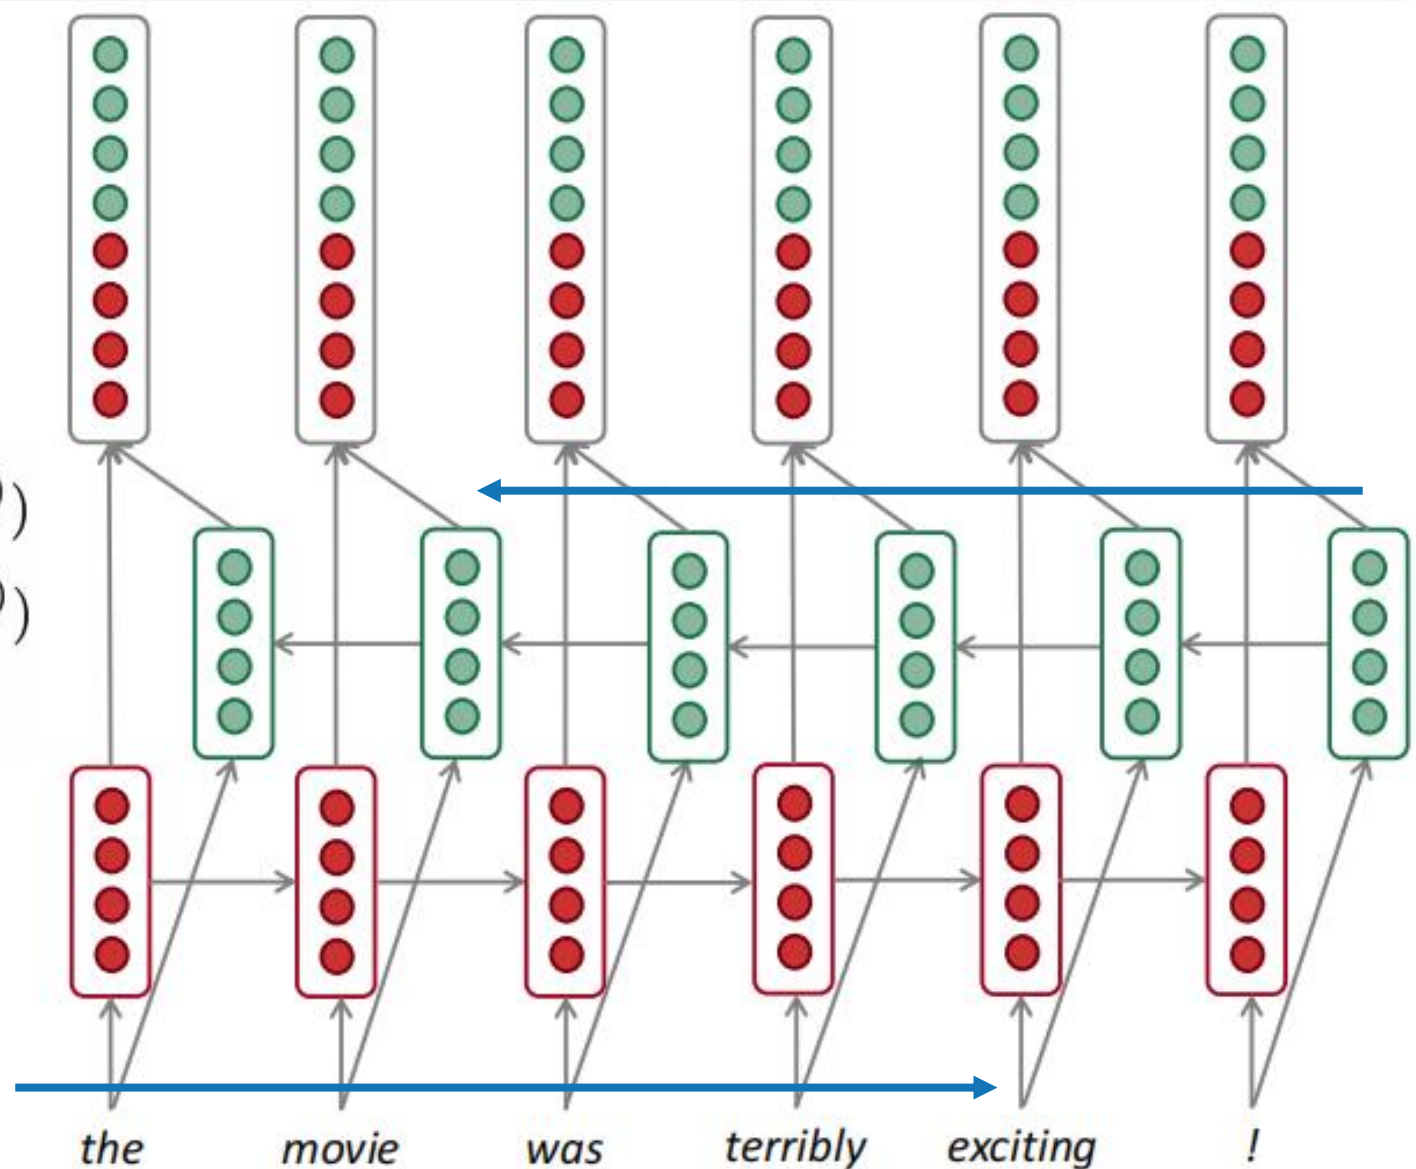 ))
))
the movie was terribly exciting !